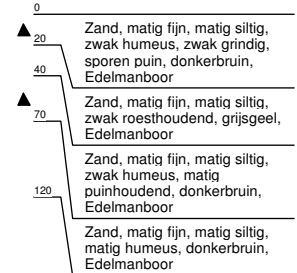 0
Zand, matig fijn, matig siltig,
zwak humeus, zwak grindig,
sporen puin, donkerbruin,
Edelmanboor
20
Zand, matig fijn, matig siltig,
zwak roesthoudend, grijsgeel,
Edelmanboor
40
Zand, matig fijn, matig siltig,
zwak humeus, matig
puinhoudend, donkerbruin,
Edelmanboor
70
Zand, matig fijn, matig siltig,
matig humeus, donkerbruin,
Edelmanboor
120